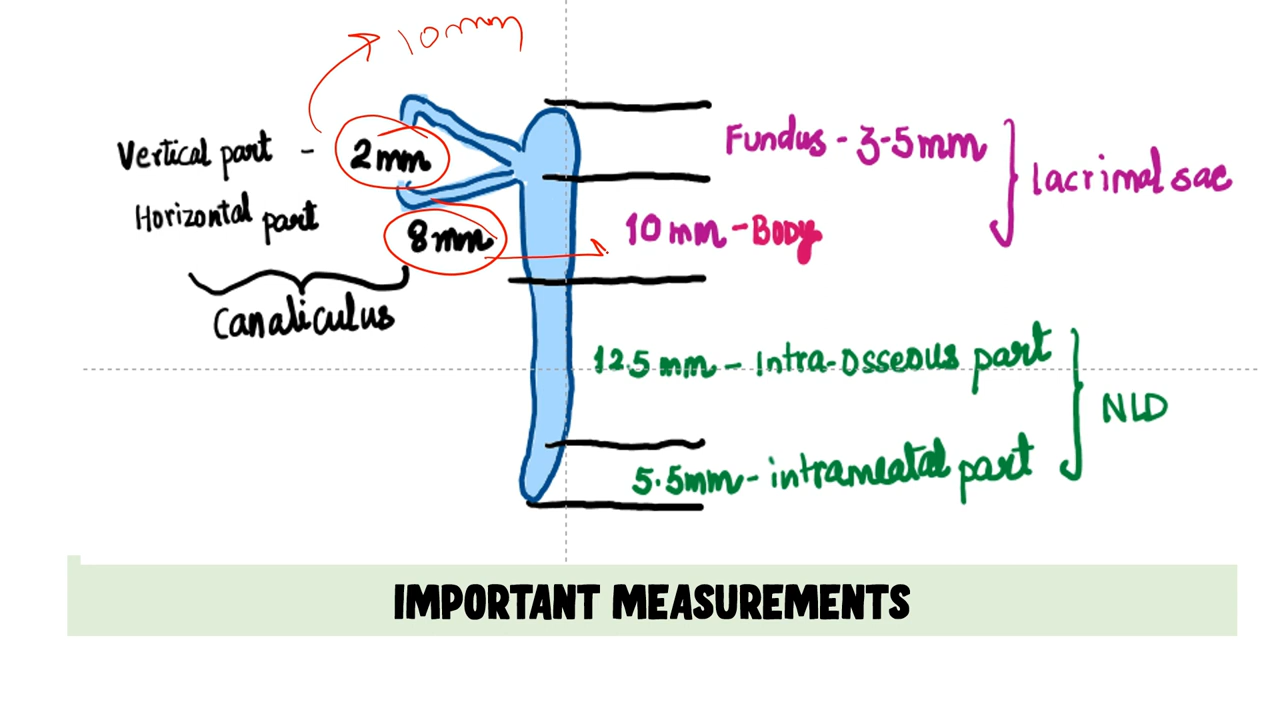 10mm
Vertical part - 2mm
Horizontal part 8mm
Canaliculus
Fundus - 3-5mm
10 mm - Body
lacrimal sac
12.5 mm - Intra-osseous part
5.5mm - intrameatal part
NLD
IMPORTANT MEASUREMENTS